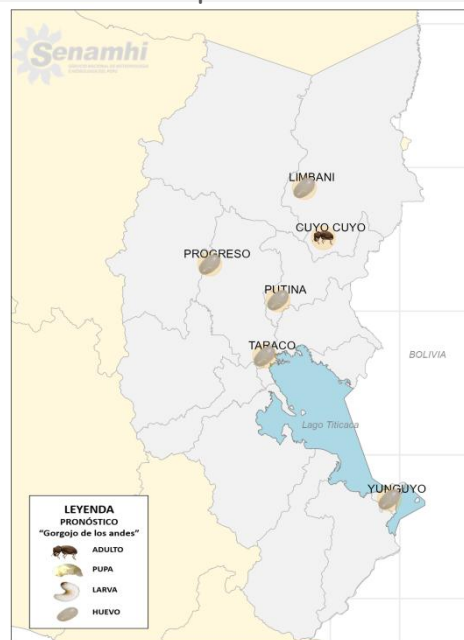 Senamhi
LIMBANI
CUYO CUYO
PROGRESO
PUTINA
TARACO
BOLIVIA
Lago Titicaca
YUNGUYO
LEYENDA
PRONÓSTICO
"Gorgojo de los andes"
ADULTO
PUPA
LARVA
HUEVO